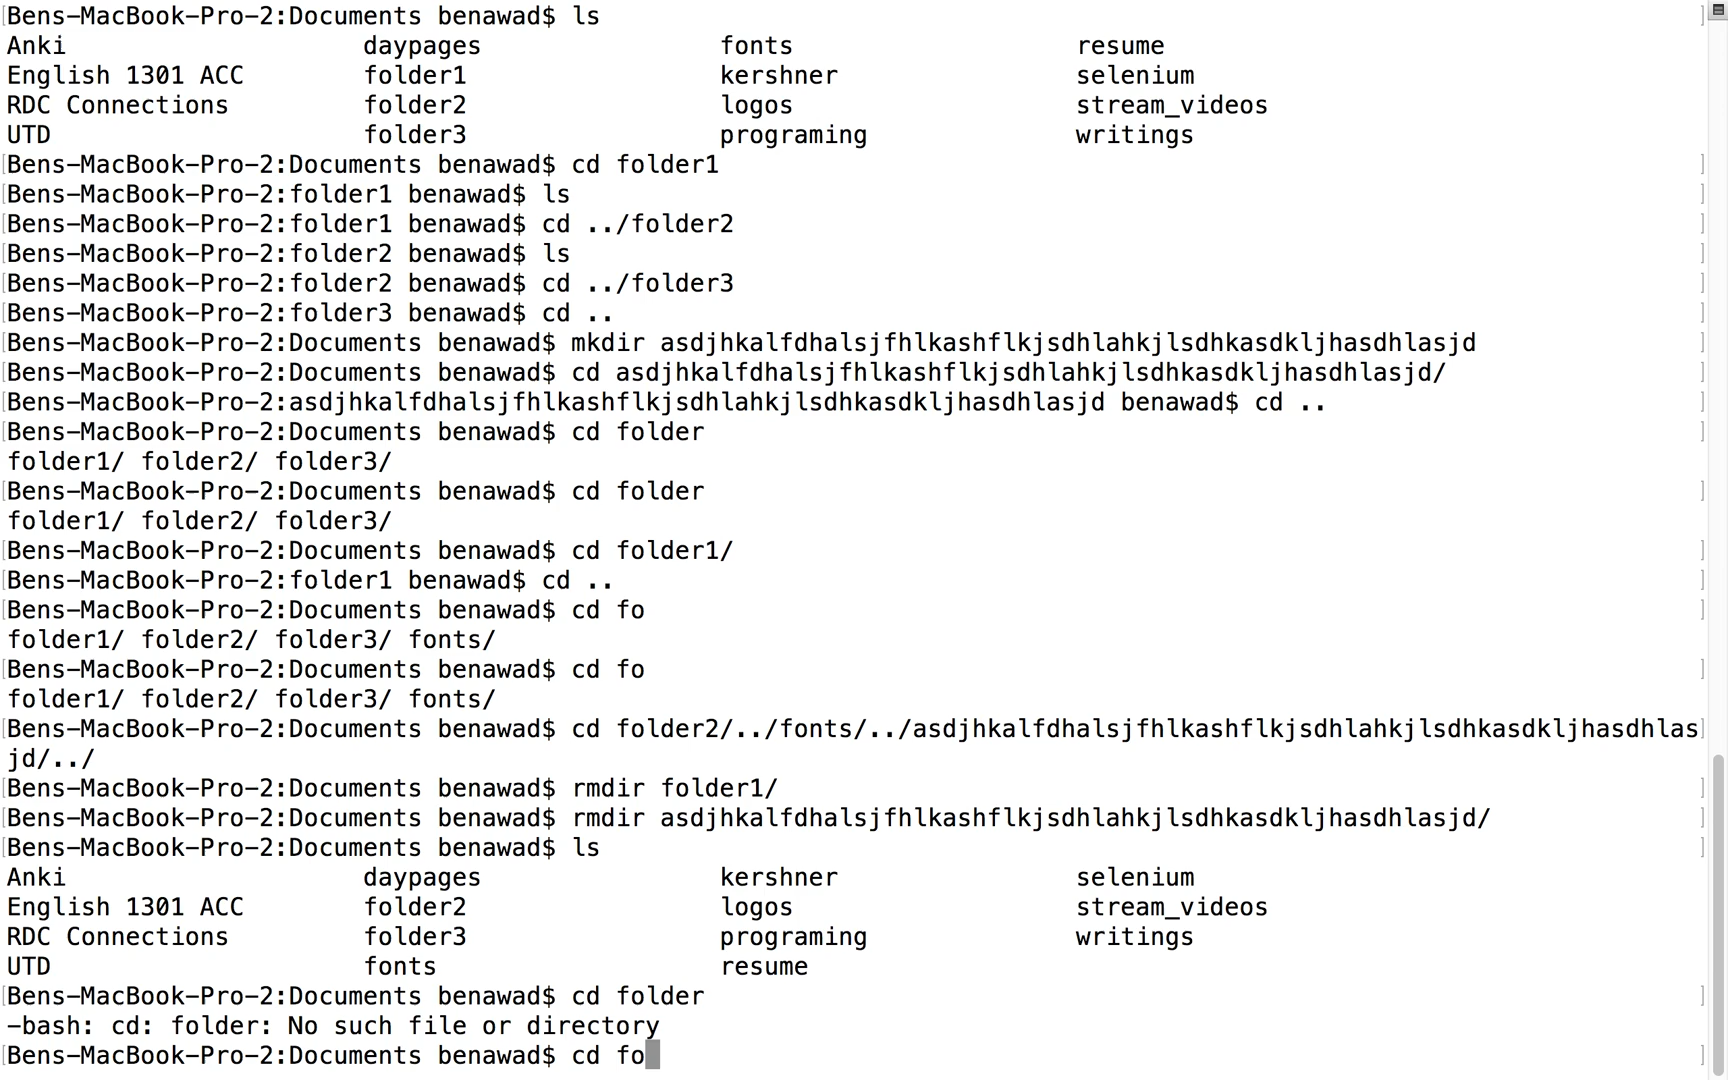 Bens-MacBook-Pro-2:Documents benawad$ ls
Anki daypages fonts resume
English 1301 ACC folder1 kershner selenium
RDC Connections folder2 logos stream_videos
UTD folder3 programing writings
Bens-MacBook-Pro-2:Documents benawad$ cd folder1
Bens-MacBook-Pro-2:folder1 benawad$ ls
Bens-MacBook-Pro-2:folder1 benawad$ cd ../folder2
Bens-MacBook-Pro-2:folder2 benawad$ ls
Bens-MacBook-Pro-2:folder2 benawad$ cd ../folder3
Bens-MacBook-Pro-2:folder3 benawad$ cd ..
Bens-MacBook-Pro-2:Documents benawad$ mkdir asdjhkalfdhalsjfhlkashflkjsdhlahkjlsdhkasdkljhasdhlasjd
Bens-MacBook-Pro-2:Documents benawad$ cd asdjhkalfdhalsjfhlkashflkjsdhlahkjlsdhkasdkljhasdhlasjd/
Bens-MacBook-Pro-2:asdjhkalfdhalsjfhlkashflkjsdhlahkjlsdhkasdkljhasdhlasjd benawad$ cd ..
Bens-MacBook-Pro-2:Documents benawad$ cd folder
folder1/ folder2/ folder3/
Bens-MacBook-Pro-2:Documents benawad$ cd folder
folder1/ folder2/ folder3/
Bens-MacBook-Pro-2:Documents benawad$ cd folder1/
Bens-MacBook-Pro-2:folder1 benawad$ cd ..
Bens-MacBook-Pro-2:Documents benawad$ cd fo
folder1/ folder2/ folder3/ fonts/
Bens-MacBook-Pro-2:Documents benawad$ cd fo
folder1/ folder2/ folder3/ fonts/
Bens-MacBook-Pro-2:Documents benawad$ cd folder2/../fonts/../asdjhkalfdhalsjfhlkashflkjsdhlahkjlsdhkasdkljhasdhlas
jd/../
Bens-MacBook-Pro-2:Documents benawad$ rmdir folder1/
Bens-MacBook-Pro-2:Documents benawad$ rmdir asdjhkalfdhalsjfhlkashflkjsdhlahkjlsdhkasdkljhasdhlasjd/
Bens-MacBook-Pro-2:Documents benawad$ ls
Anki daypages kershner selenium
English 1301 ACC folder2 logos stream_videos
RDC Connections folder3 programing writings
UTD fonts resume
Bens-MacBook-Pro-2:Documents benawad$ cd folder
-bash: cd: folder: No such file or directory
Bens-MacBook-Pro-2:Documents benawad$ cd fo